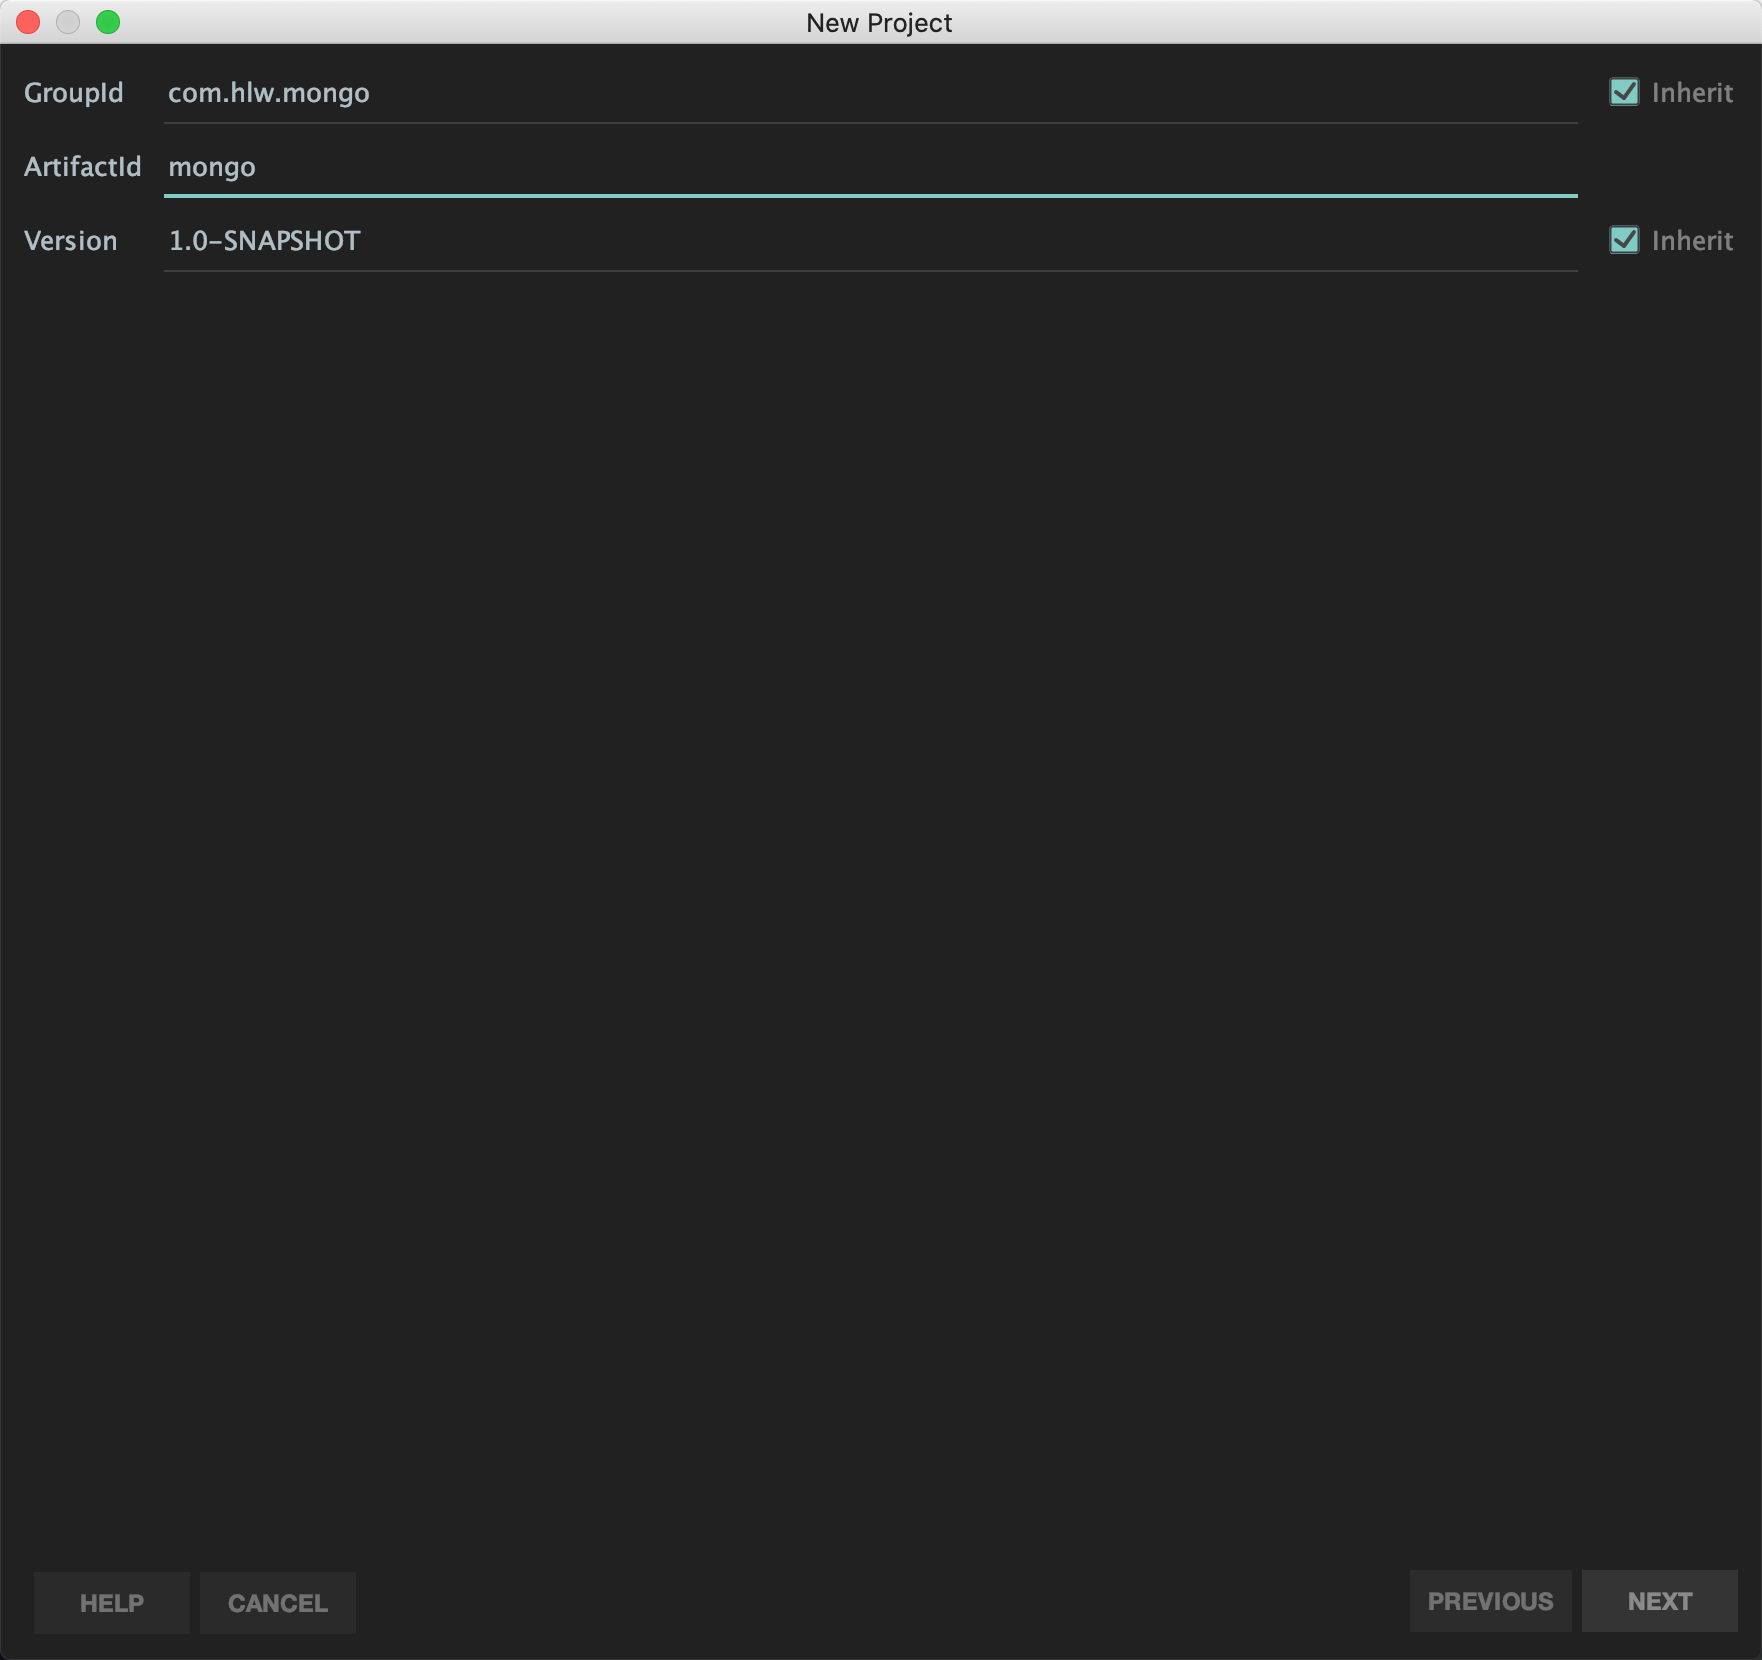 New Project
GroupId com.hlw.mongo Inherit
ArtifactId mongo
Version 1.0-SNAPSHOT Inherit
HELP CANCEL PREVIOUS NEXT